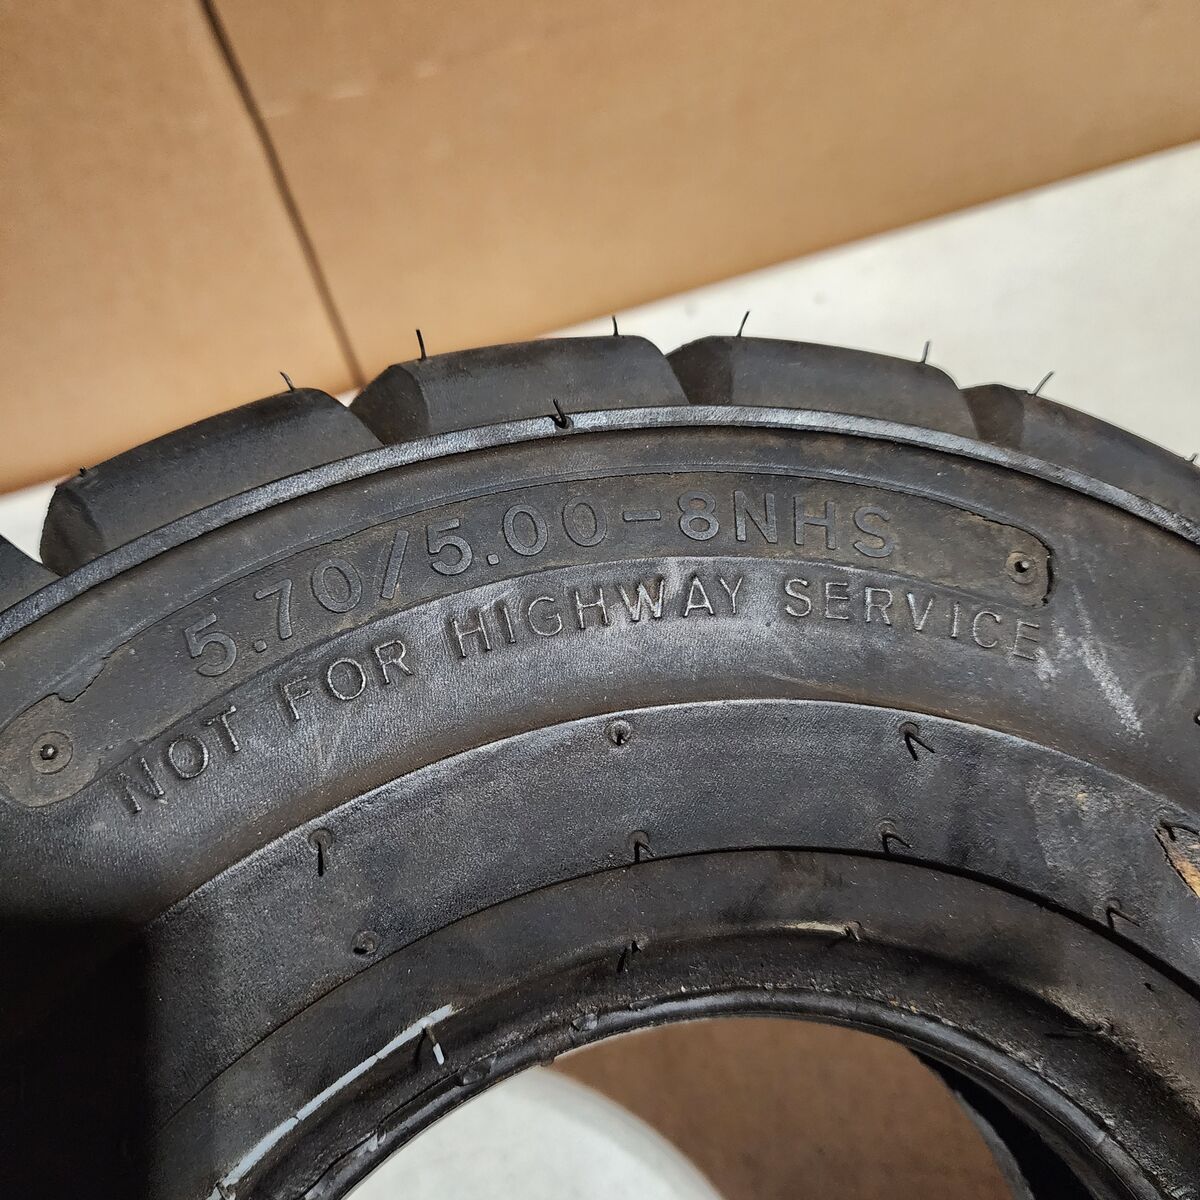 5.70/5.00-8NHS
NOT FOR HIGHWAY SERVICE